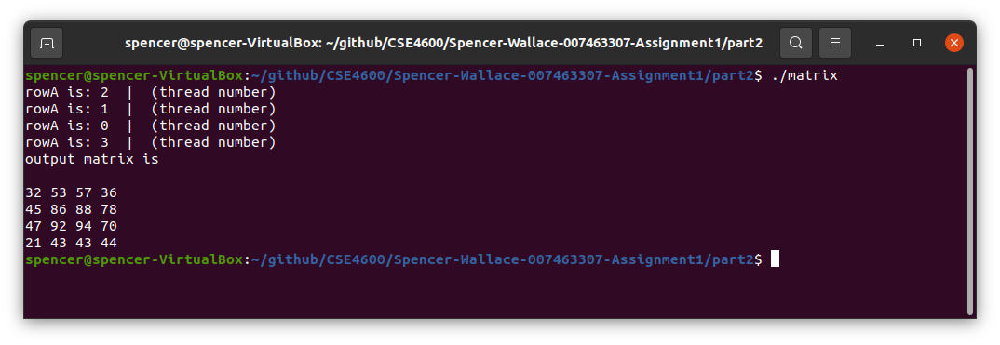 spencer@spencer-VirtualBox: ~/github/CSE4600/Spencer-Wallace-007463307-Assignment1/part2
spencer@spencer-VirtualBox:~/github/CSE4600/Spencer-Wallace-007463307-Assignment1/part2$ ./matrix
rowA is: 2  |  (thread number)
rowA is: 1  |  (thread number)
rowA is: 0  |  (thread number)
rowA is: 3  |  (thread number)
output matrix is
32 53 57 36
45 86 88 78
47 92 94 70
21 43 43 44
spencer@spencer-VirtualBox:~/github/CSE4600/Spencer-Wallace-007463307-Assignment1/part2$